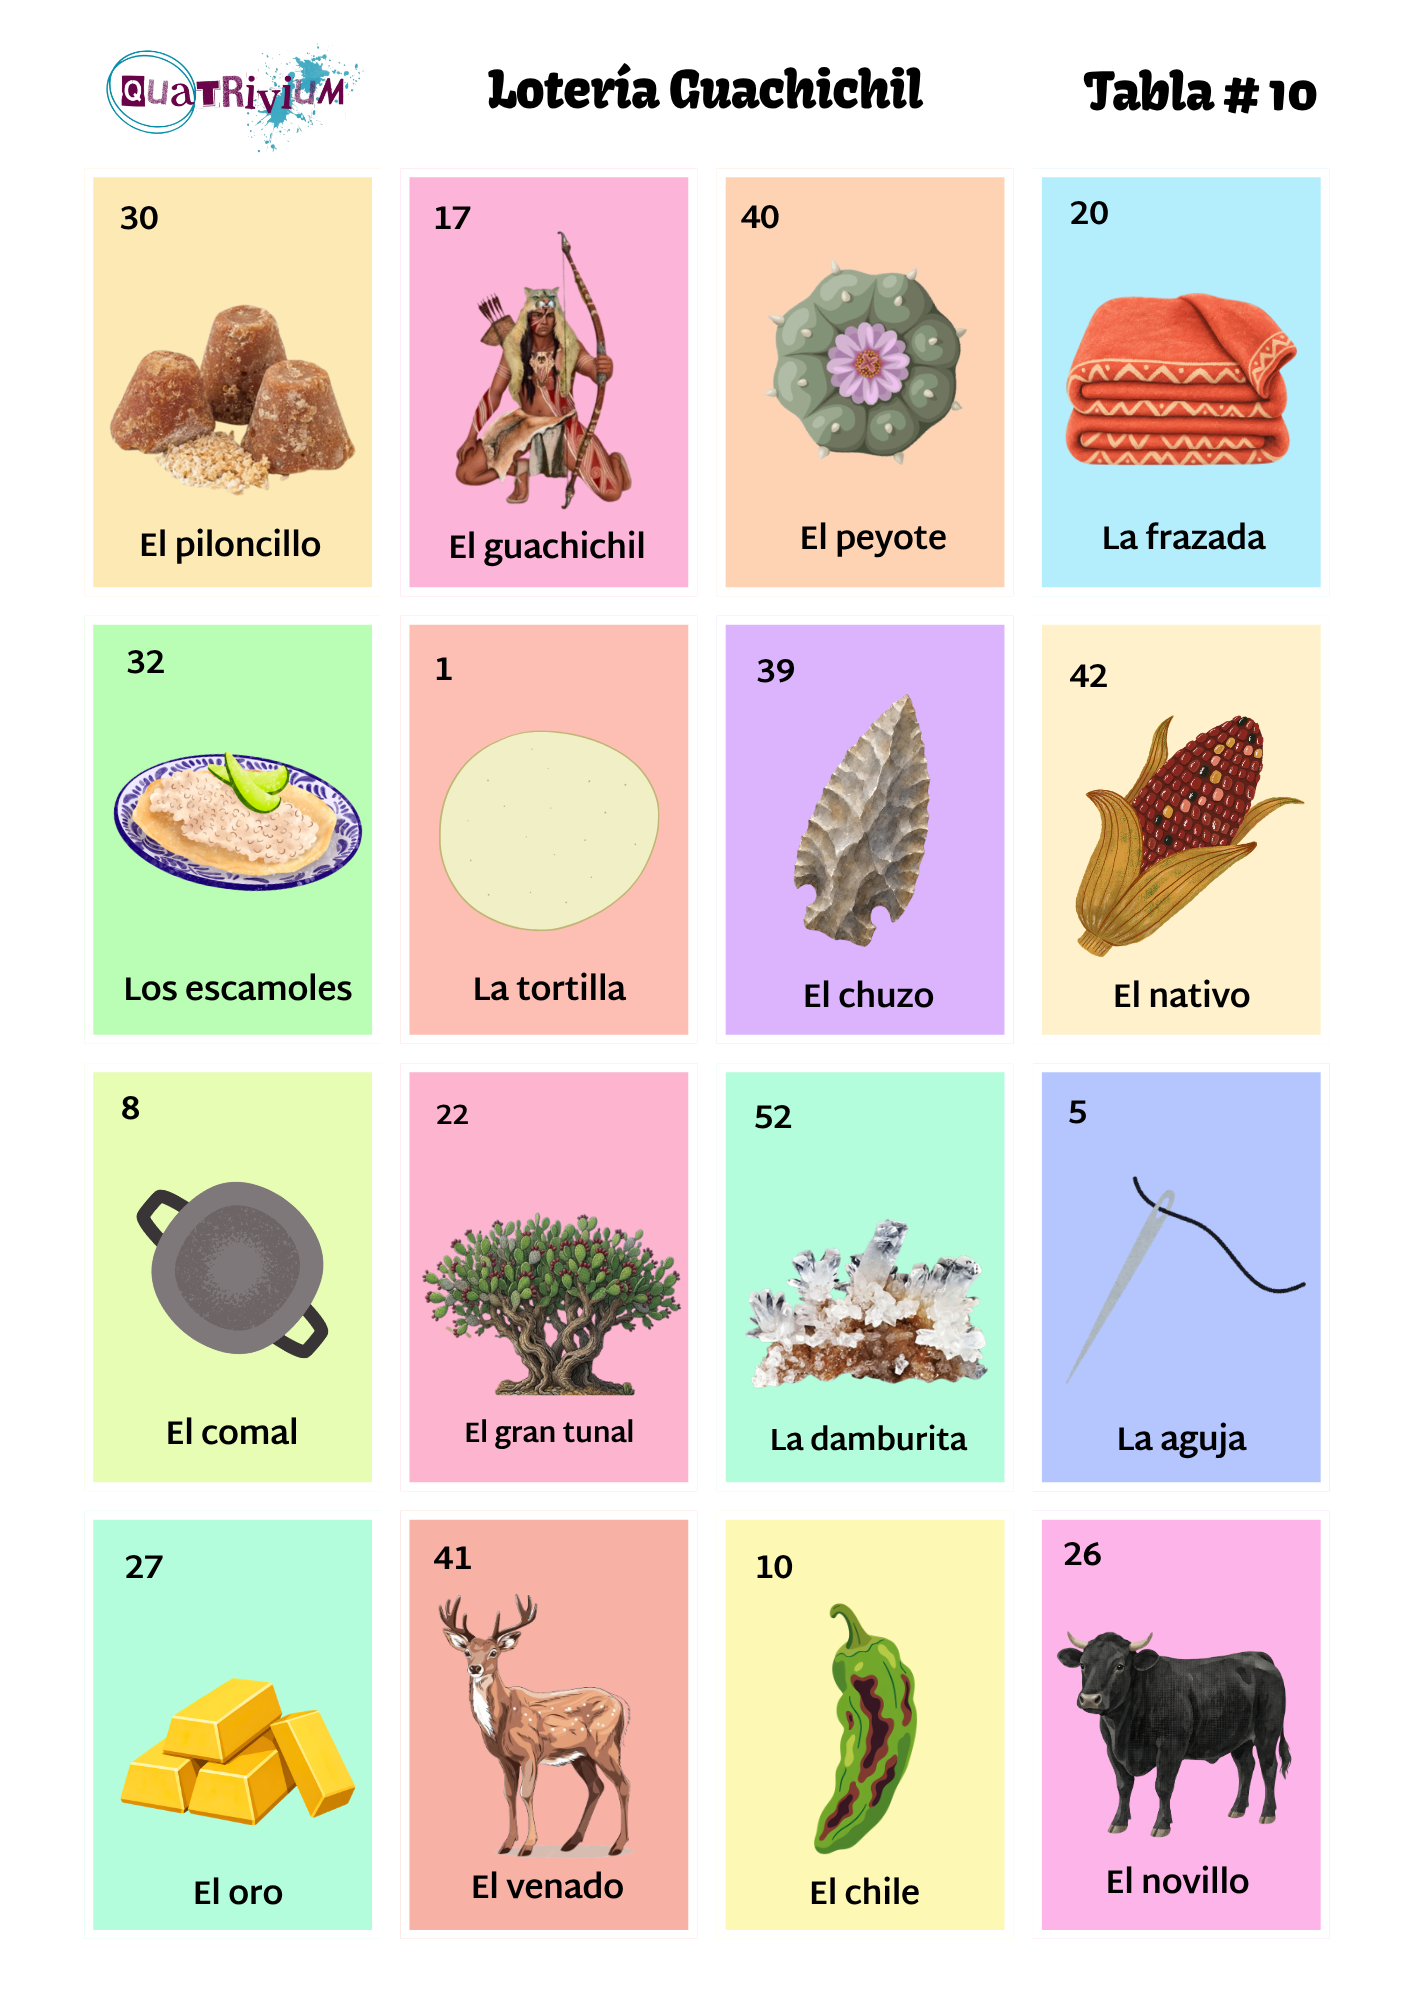 QUATRiViUM
Lotería Guachichil
Tabla # 10
30
El piloncillo
17
El guachichil
40
El peyote
20
La frazada
32
Los escamoles
1
La tortilla
39
El chuzo
42
El nativo
8
El comal
22
El gran tunal
52
La damburita
5
La aguja
27
El oro
41
El venado
10
El chile
26
El novillo